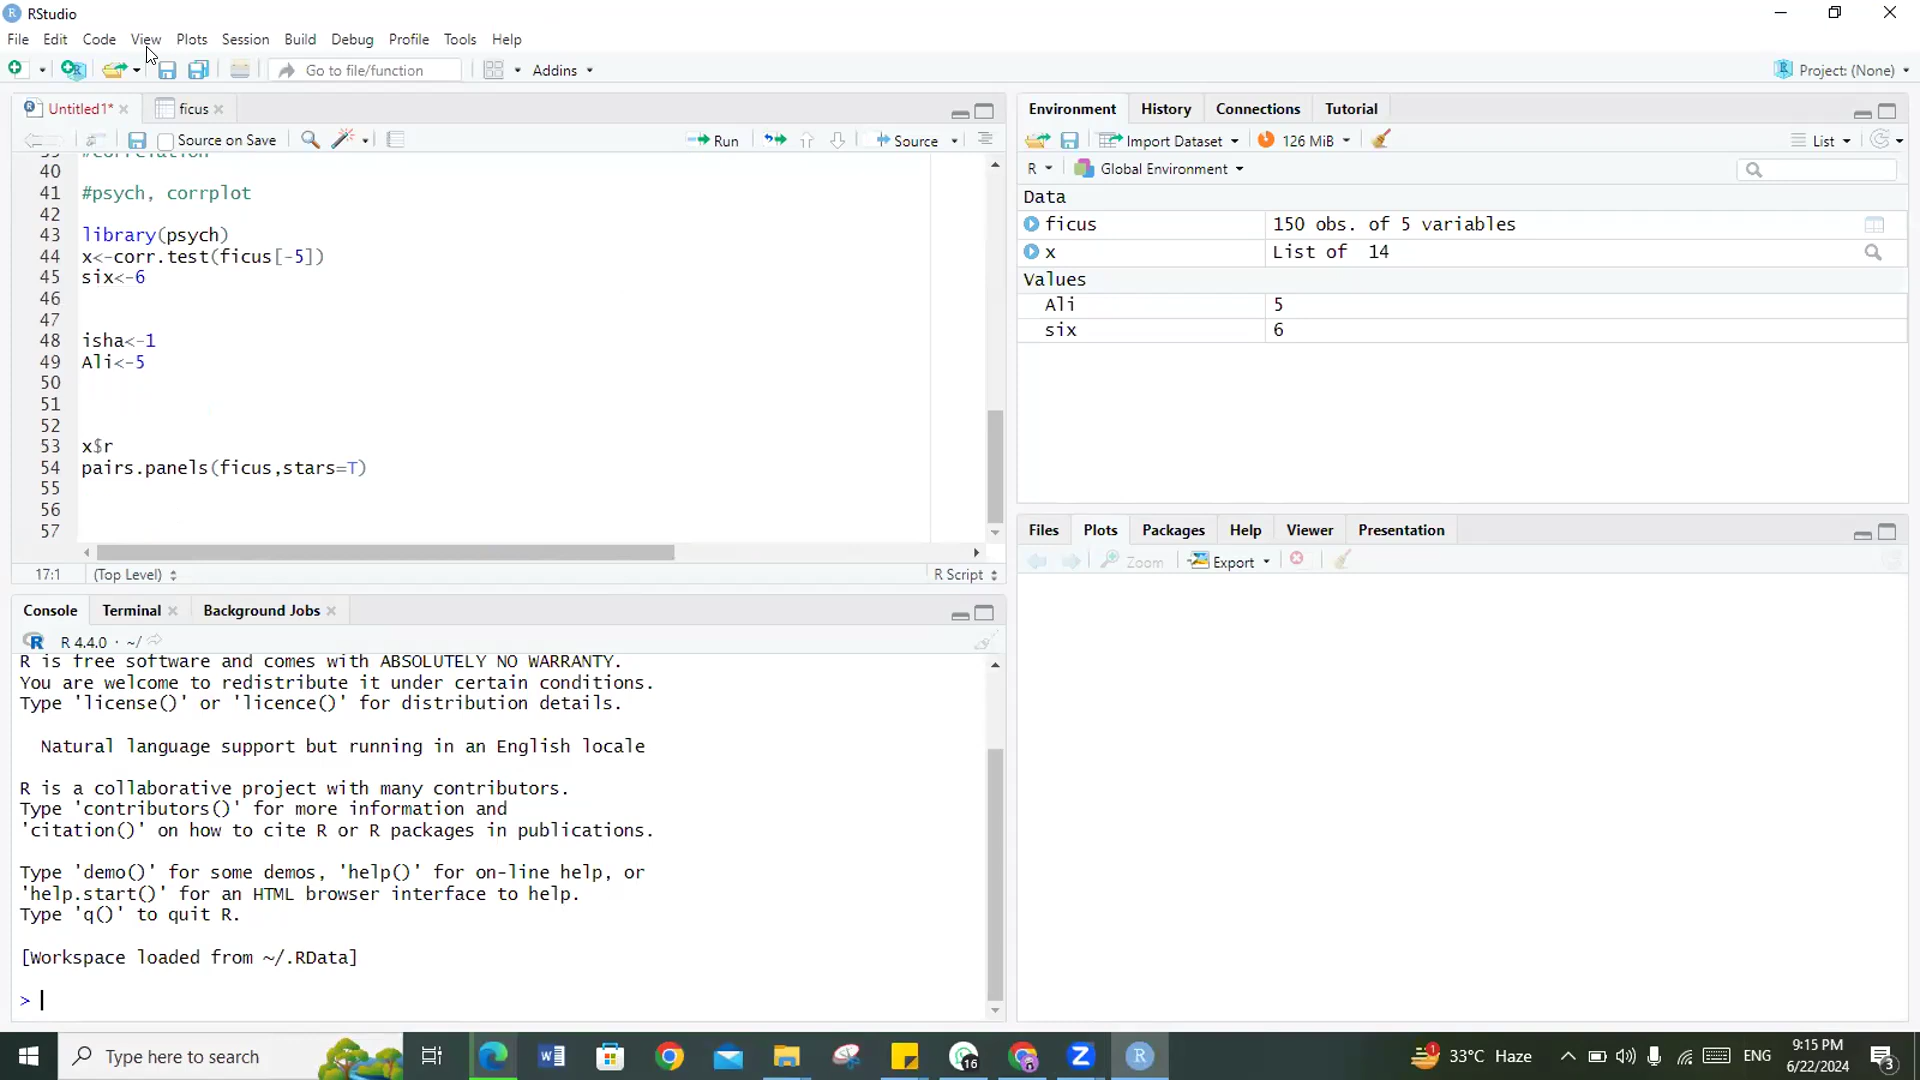 RStudio
File Edit Code View Plots Session Build Debug Profile Tools Help
Go to file/function Addins Project: (None)
Untitled1* ficus
Source on Save Run Source
40
41 #psych, corrplot
42
43 library(psych)
44 x<-corr.test(ficus[-5])
45 six<-6
46
47
48 isha<-1
49 Ali<-5
50
51
52
53 x$r
54 pairs.panels(ficus,stars=T)
55
56
57
17:1 (Top Level) R Script
Console Terminal Background Jobs
R 4.4.0 · ~/
R is free software and comes with ABSOLUTELY NO WARRANTY.
You are welcome to redistribute it under certain conditions.
Type 'license()' or 'licence()' for distribution details.
Natural language support but running in an English locale
R is a collaborative project with many contributors.
Type 'contributors()' for more information and
'citation()' on how to cite R or R packages in publications.
Type 'demo()' for some demos, 'help()' for on-line help, or
'help.start()' for an HTML browser interface to help.
Type 'q()' to quit R.
[Workspace loaded from ~/.RData]
>
Environment History Connections Tutorial
Import Dataset 126 MiB List
R Global Environment
Data
ficus 150 obs. of 5 variables
x List of 14
Values
Ali 5
six 6
Files Plots Packages Help Viewer Presentation
Zoom Export
Type here to search
16
1
33°C Haze
ENG
9:15 PM
6/22/2024
3